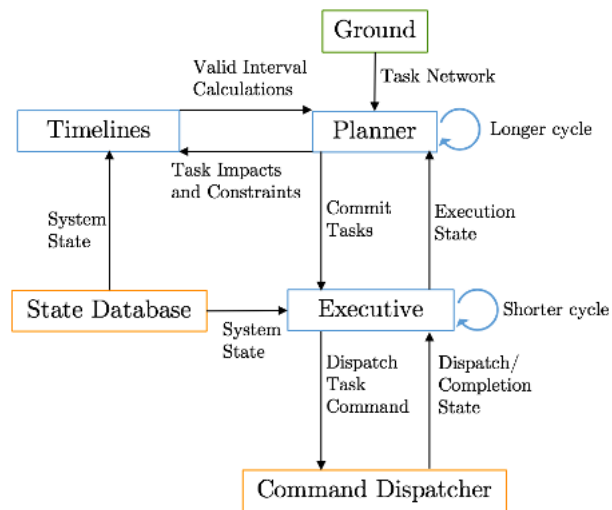 Ground
Task Network
Valid Interval
Calculations
Timelines
Planner
Longer cycle
Task Impacts
and Constraints
System
State
Commit
Tasks
Execution
State
State Database
System
State
Executive
Shorter cycle
Dispatch
Task
Command
Dispatch/
Completion
State
Command Dispatcher